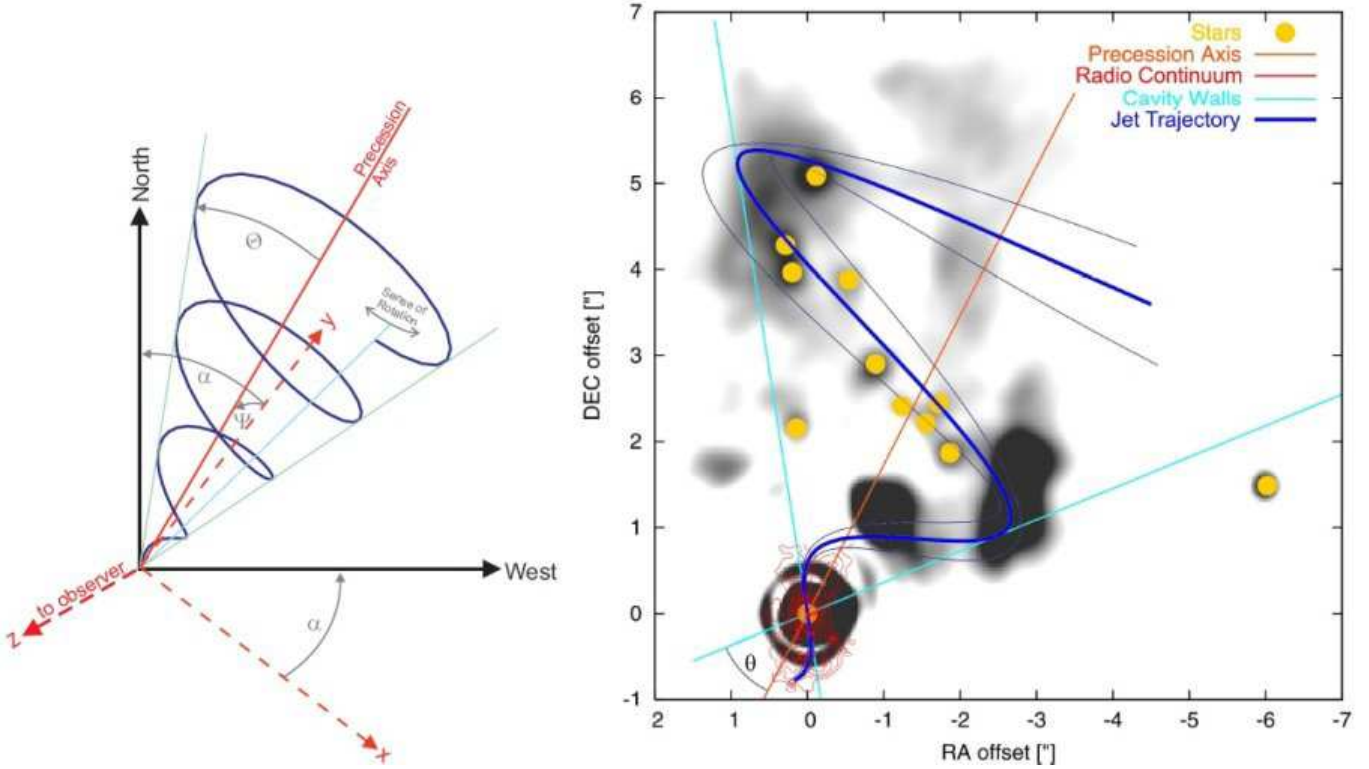 North
West
Precession
Axis
Θ
Sense of
Rotation
y
α
Ψ
to observer
z
α
x
7
6
5
4
3
2
1
0
-1
DEC offset ["]
Stars
Precession Axis
Radio Continuum
Cavity Walls
Jet Trajectory
θ
2
1
0
-1
-2
-3
-4
-5
-6
-7
RA offset ["]